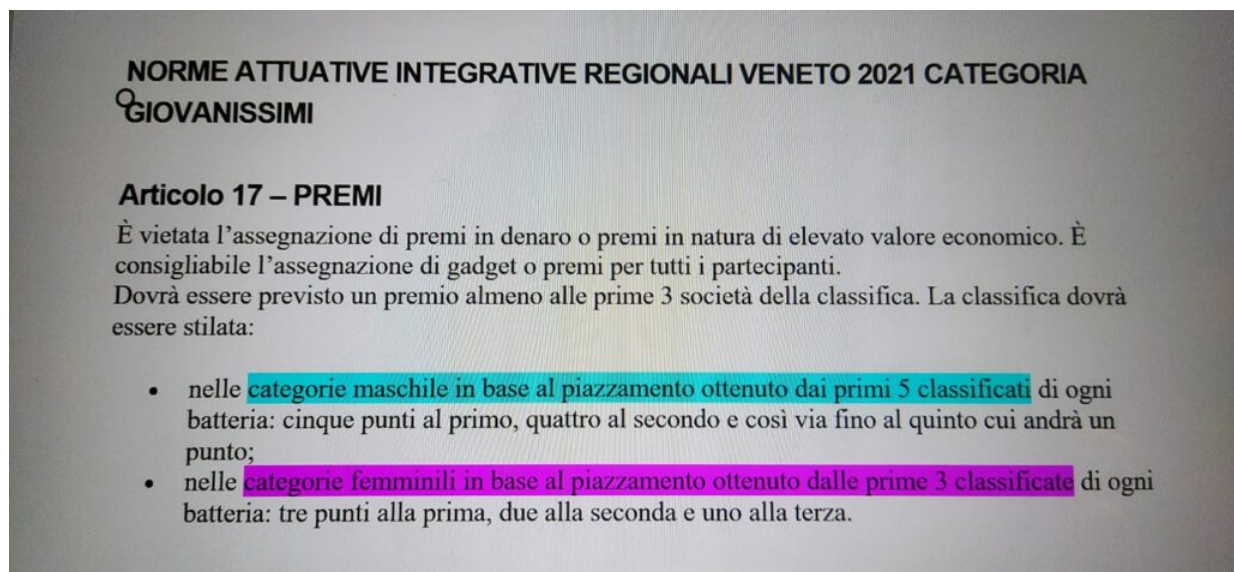 NORME ATTUATIVE INTEGRATIVE REGIONALI VENETO 2021 CATEGORIA
GIOVANISSIMI
Articolo 17 – PREMI
È vietata l’assegnazione di premi in denaro o premi in natura di elevato valore economico. È
consigliabile l’assegnazione di gadget o premi per tutti i partecipanti.
Dovrà essere previsto un premio almeno alle prime 3 società della classifica. La classifica dovrà
essere stilata:
• nelle categorie maschile in base al piazzamento ottenuto dai primi 5 classificati di ogni
batteria: cinque punti al primo, quattro al secondo e così via fino al quinto cui andrà un
punto;
• nelle categorie femminili in base al piazzamento ottenuto dalle prime 3 classificate di ogni
batteria: tre punti alla prima, due alla seconda e uno alla terza.